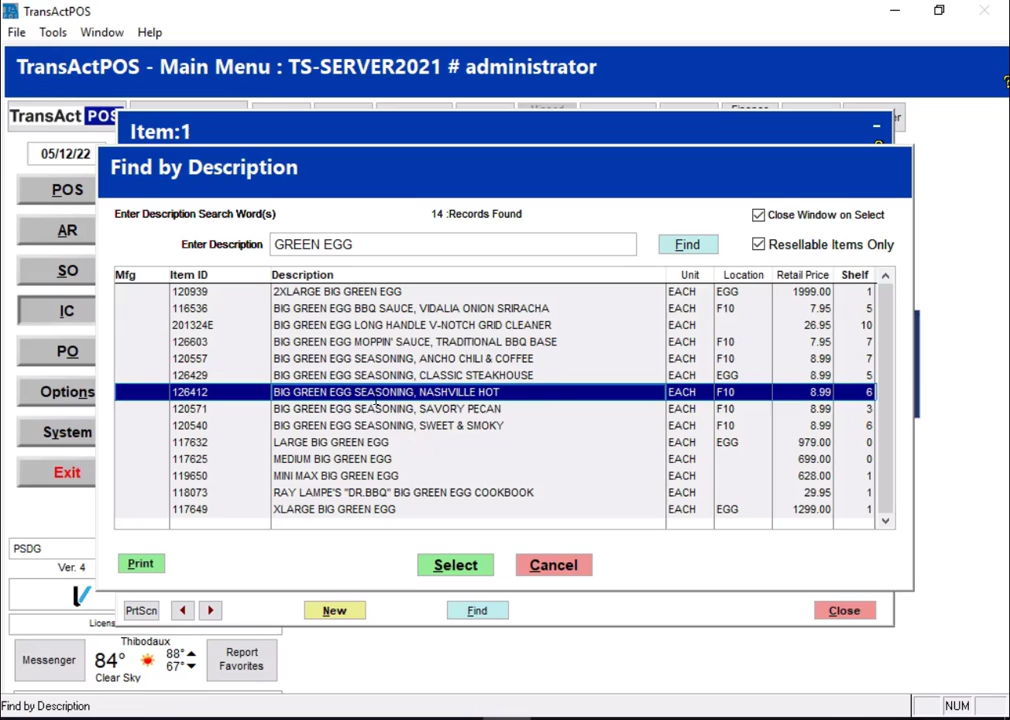 TransActPOS
File Tools Window Help
TransActPOS - Main Menu : TS-SERVER2021 # administrator
TransAct POS
Item:1
05/12/22
POS
AR
SO
IC
PO
Options
System
Exit
PSDG
Ver. 4
Licens
Find by Description
Enter Description Search Word(s) 14 :Records Found Close Window on Select
Enter Description GREEN EGG Find Resellable Items Only
Mfg Item ID Description Unit Location Retail Price Shelf
120939 2XLARGE BIG GREEN EGG EACH EGG 1999.00 1
116536 BIG GREEN EGG BBQ SAUCE, VIDALIA ONION SRIRACHA EACH F10 7.95 5
201324E BIG GREEN EGG LONG HANDLE V-NOTCH GRID CLEANER EACH 26.95 10
126603 BIG GREEN EGG MOPPIN' SAUCE, TRADITIONAL BBQ BASE EACH F10 7.95 7
120557 BIG GREEN EGG SEASONING, ANCHO CHILI & COFFEE EACH F10 8.99 7
126429 BIG GREEN EGG SEASONING, CLASSIC STEAKHOUSE EACH EGG 8.99 5
126412 BIG GREEN EGG SEASONING, NASHVILLE HOT EACH F10 8.99 6
120571 BIG GREEN EGG SEASONING, SAVORY PECAN EACH F10 8.99 3
120540 BIG GREEN EGG SEASONING, SWEET & SMOKY EACH F10 8.99 6
117632 LARGE BIG GREEN EGG EACH EGG 979.00 0
117625 MEDIUM BIG GREEN EGG EACH 699.00 0
119650 MINI MAX BIG GREEN EGG EACH 628.00 1
118073 RAY LAMPE'S "DR.BBQ" BIG GREEN EGG COOKBOOK EACH 29.95 1
117649 XLARGE BIG GREEN EGG EACH EGG 1299.00 1
Print Select Cancel
PrtScn New Find Close
Messenger
Thibodaux
84° 88° 67°
Clear Sky
Report
Favorites
Find by Description NUM